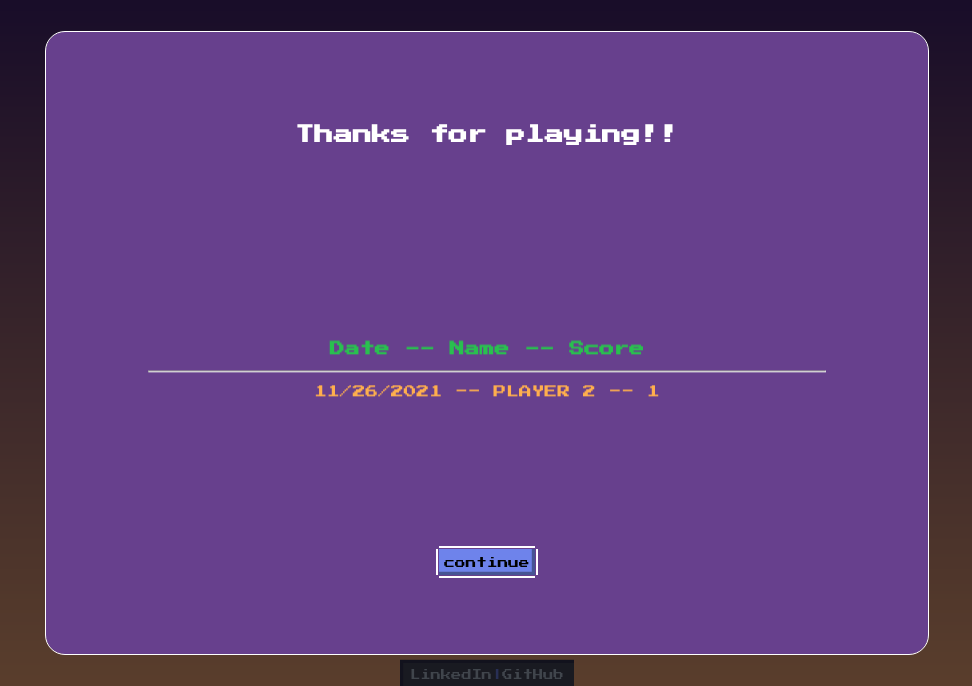 Thanks for playing!!
Date -- Name -- Score
11/26/2021 -- PLAYER 2 -- 1
continue
LinkedIn|GitHub